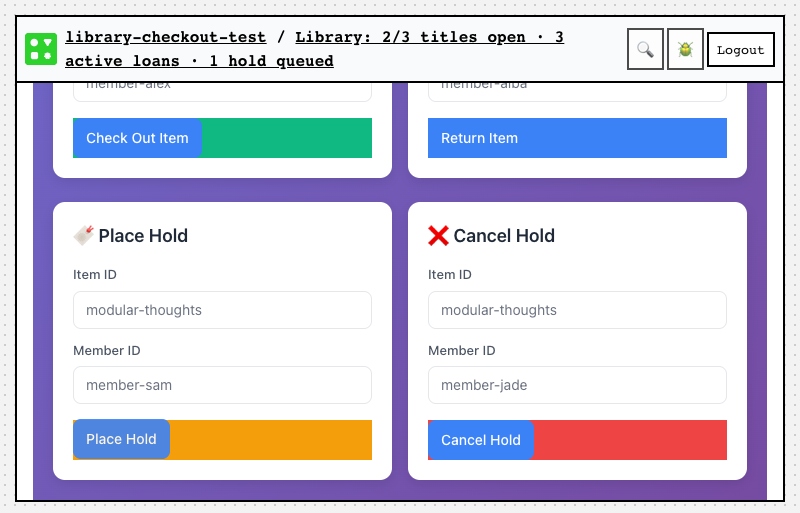 library-checkout-test / Library: 2/3 titles open · 3
active loans · 1 hold queued
Logout
member-alex
member-alba
Check Out Item
Return Item
Place Hold
Cancel Hold
Item ID
Item ID
modular-thoughts
modular-thoughts
Member ID
Member ID
member-sam
member-jade
Place Hold
Cancel Hold